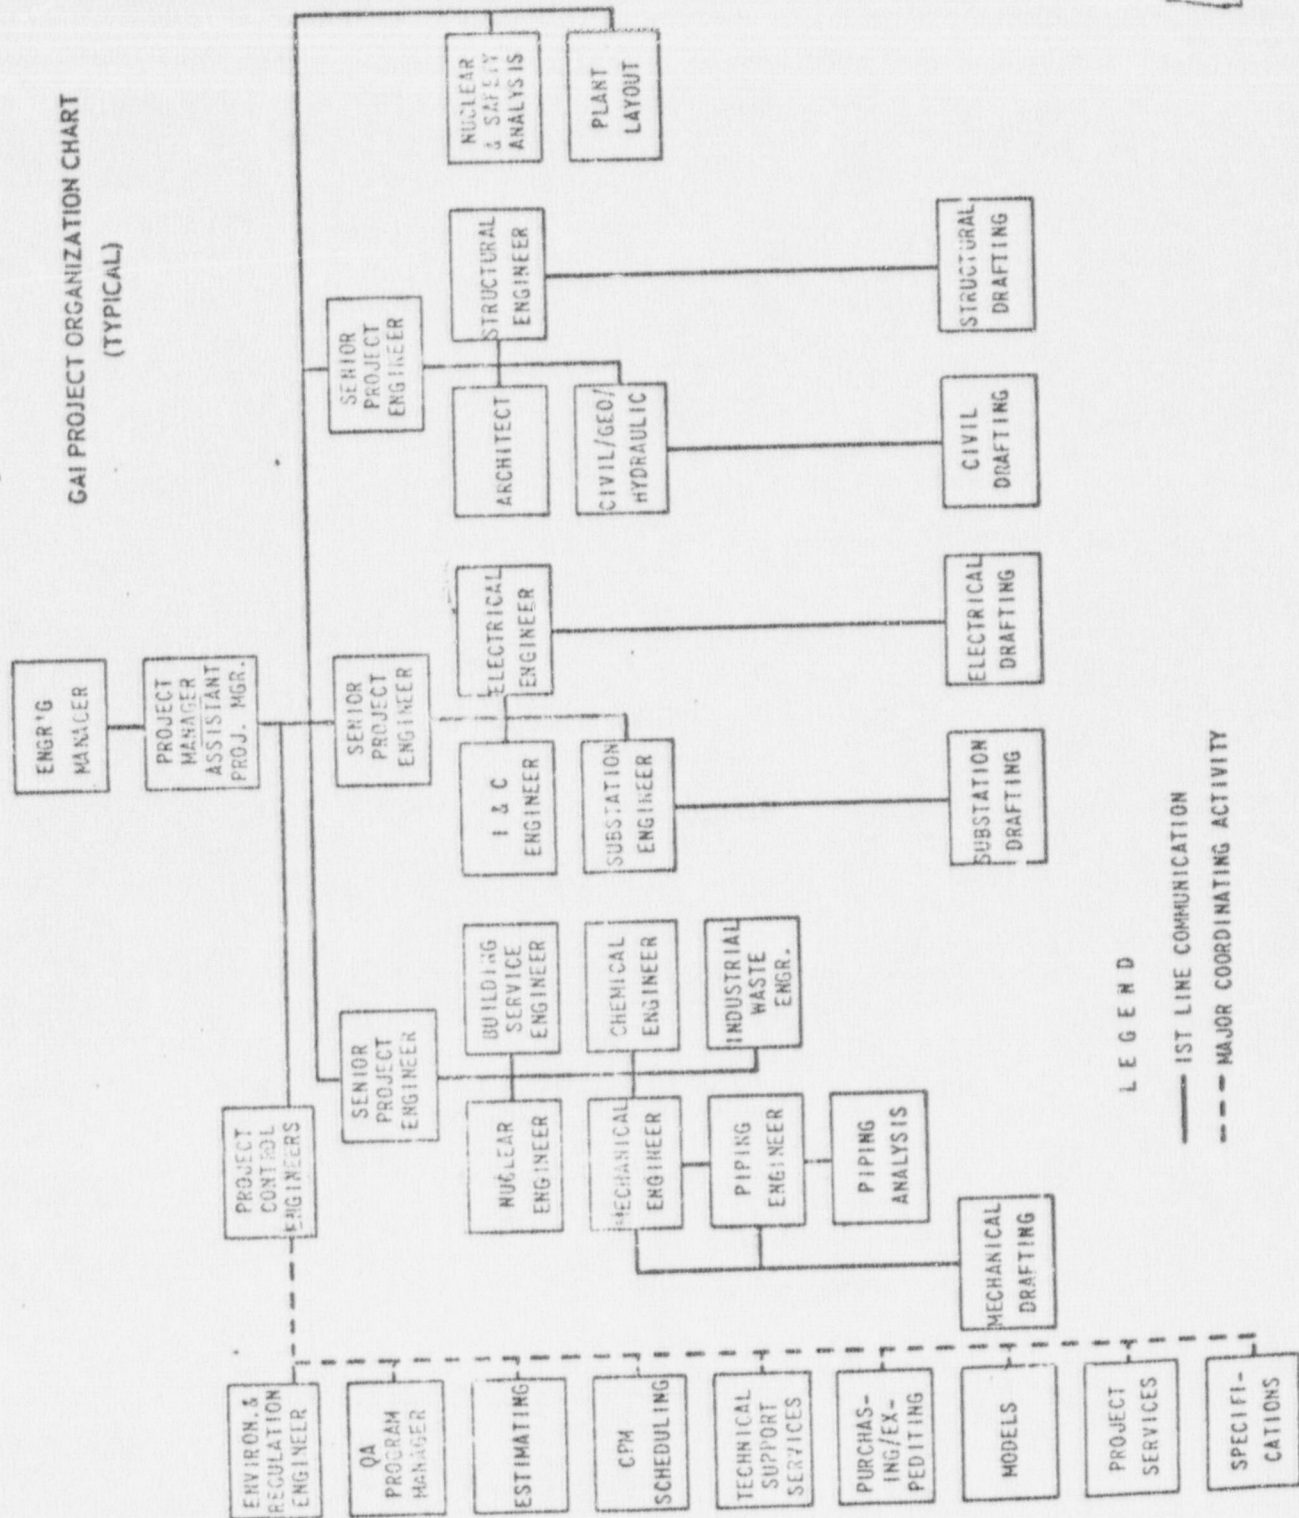 GAI PROJECT ORGANIZATION CHART
(TYPICAL)
ENGR'G
MANAGER
PROJECT
MANAGER
ASSISTANT
PROJ. MGR.
PROJECT
CONTROL
ENGINEERS
SENIOR
PROJECT
ENGINEER
SENIOR
PROJECT
ENGINEER
SENIOR
PROJECT
ENGINEER
ENVIRON.&
REGULATION
ENGINEER
QA
PROGRAM
MANAGER
ESTIMATING
CPM
SCHEDULING
TECHNICAL
SUPPORT
SERVICES
PURCHAS-
ING/EX-
PEDITING
MODELS
PROJECT
SERVICES
SPECIFI-
CATIONS
NUCLEAR
ENGINEER
BUILDING
SERVICE
ENGINEER
MECHANICAL
ENGINEER
CHEMICAL
ENGINEER
PIPING
ENGINEER
INDUSTRIAL
WASTE
ENGR.
PIPING
ANALYSIS
MECHANICAL
DRAFTING
I & C
ENGINEER
ELECTRICAL
ENGINEER
SUBSTATION
ENGINEER
SUBSTATION
DRAFTING
ELECTRICAL
DRAFTING
ARCHITECT
STRUCTURAL
ENGINEER
CIVIL/GEO/
HYDRAULIC
CIVIL
DRAFTING
STRUCTURAL
DRAFTING
NUCLEAR
& SAFETY
ANALYSIS
PLANT
LAYOUT
LEGEND
IST LINE COMMUNICATION
MAJOR COORDINATING ACTIVITY